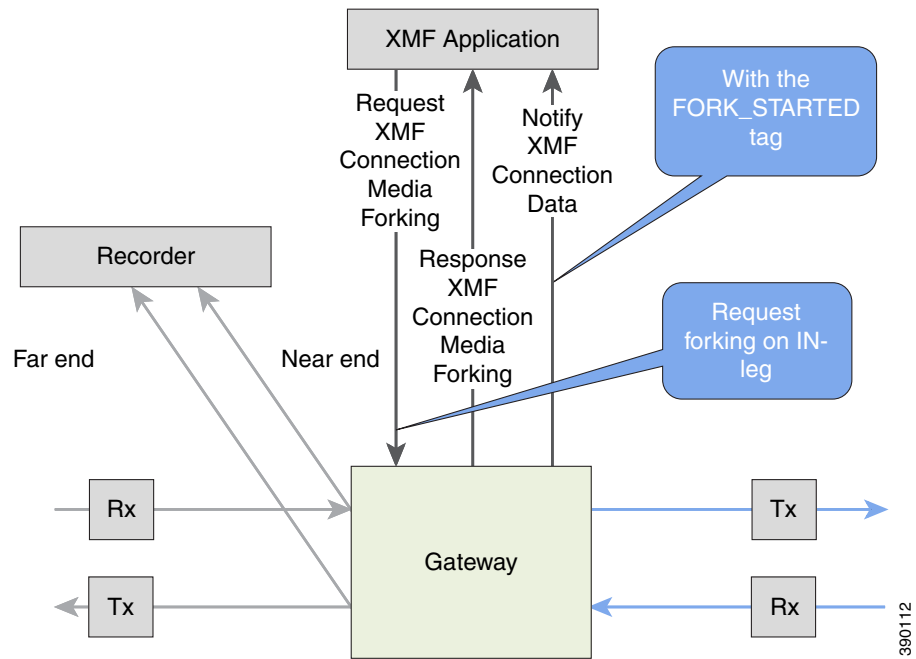 XMF Application
Request
XMF
Connection
Media
Forking
Notify
XMF
Connection
Data
With the
FORK_STARTED
tag
Recorder
Response
XMF
Connection
Media
Forking
Request
forking on IN-
leg
Far end
Near end
Rx
Tx
Gateway
Tx
Rx
390112